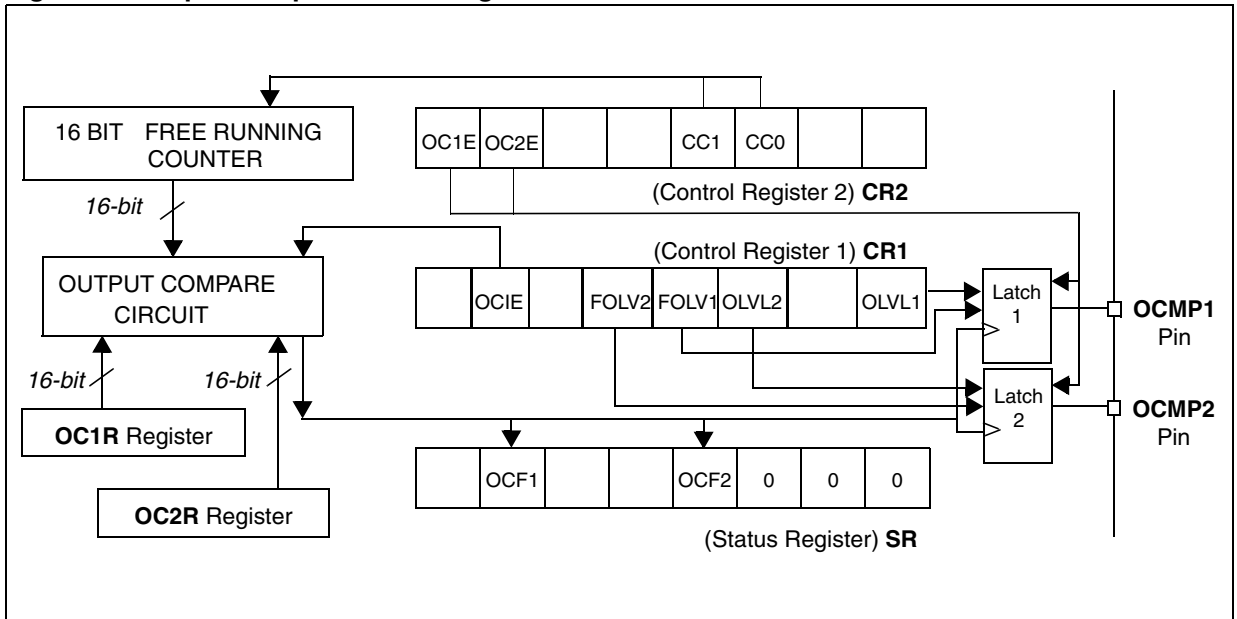 16 BIT FREE RUNNING
COUNTER
OC1E OC2E CC1 CC0
(Control Register 2) CR2
16-bit
(Control Register 1) CR1
OUTPUT COMPARE
CIRCUIT
OCIE FOLV2 FOLV1 OLVL2 OLVL1
Latch
1
OCMP1
Pin
16-bit
16-bit
Latch
2
OCMP2
Pin
OC1R Register
OCF1 OCF2 0 0 0
OC2R Register
(Status Register) SR